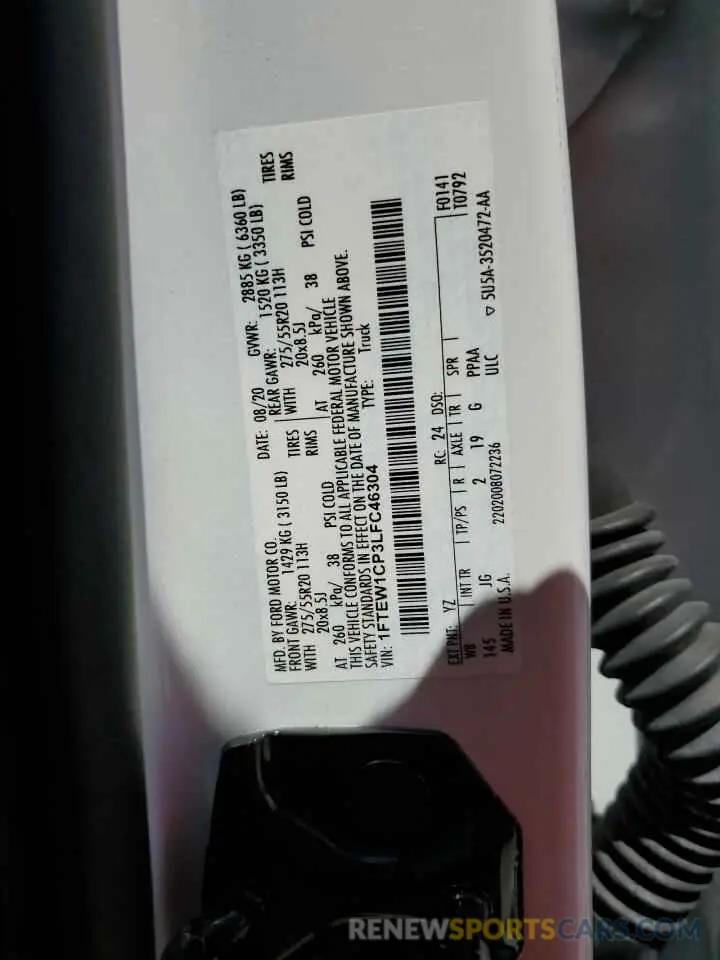 MFD. BY FORD MOTOR CO.
DATE: 08/20 GVWR: 2885 KG ( 6360 LB)
FRONT GAWR: 1429 KG ( 3150 LB)
REAR GAWR: 1520 KG ( 3350 LB)
WITH 275/55R20 113H TIRES
WITH 275/55R20 113H TIRES
20x8.5J RIMS
20x8.5J RIMS
AT 260 kPa/ 38 PSI COLD
AT 260 kPa/ 38 PSI COLD
THIS VEHICLE CONFORMS TO ALL APPLICABLE FEDERAL MOTOR VEHICLE
SAFETY STANDARDS IN EFFECT ON THE DATE OF MANUFACTURE SHOWN ABOVE.
VIN: 1FTEW1CP3LFC46304 TYPE: Truck
EXT PNT: YZ RC: 24 DSO: F0141
T0792
WB INT TR TP/PS R AXLE TR SPR
145 JG 2 19 G PPAA
MADE IN U.S.A. 2202008072236 ULC
▽ 5U5A-3520472-AA
RENEWSPORTSCARS.COM